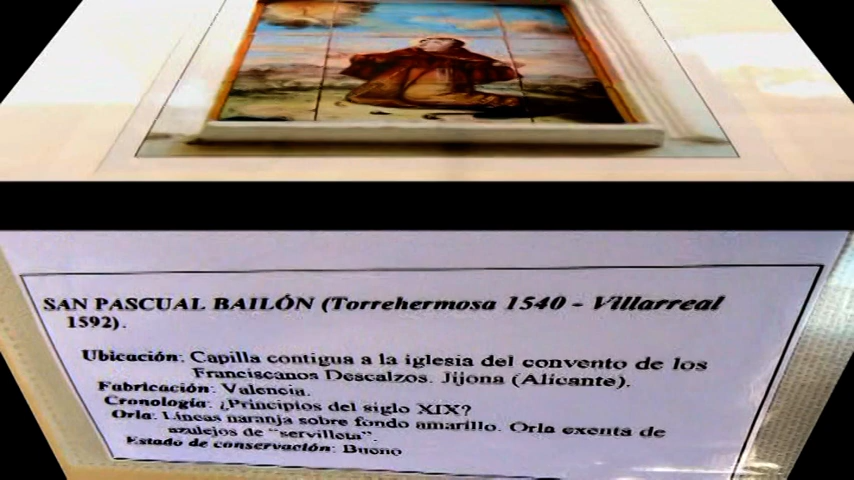 SAN PASCUAL BAILÓN (Torrehermosa 1540 - Villarreal
1592).
Ubicación: Capilla contigua a la iglesia del convento de los
Franciscanos Descalzos. Jijona (Alicante).
Fabricación: Valencia.
Cronología: ¿Principios del siglo XIX?
Orla: Líneas naranja sobre fondo amarillo. Orla exenta de
azulejos de "servilleta".
Estado de conservación: Bueno